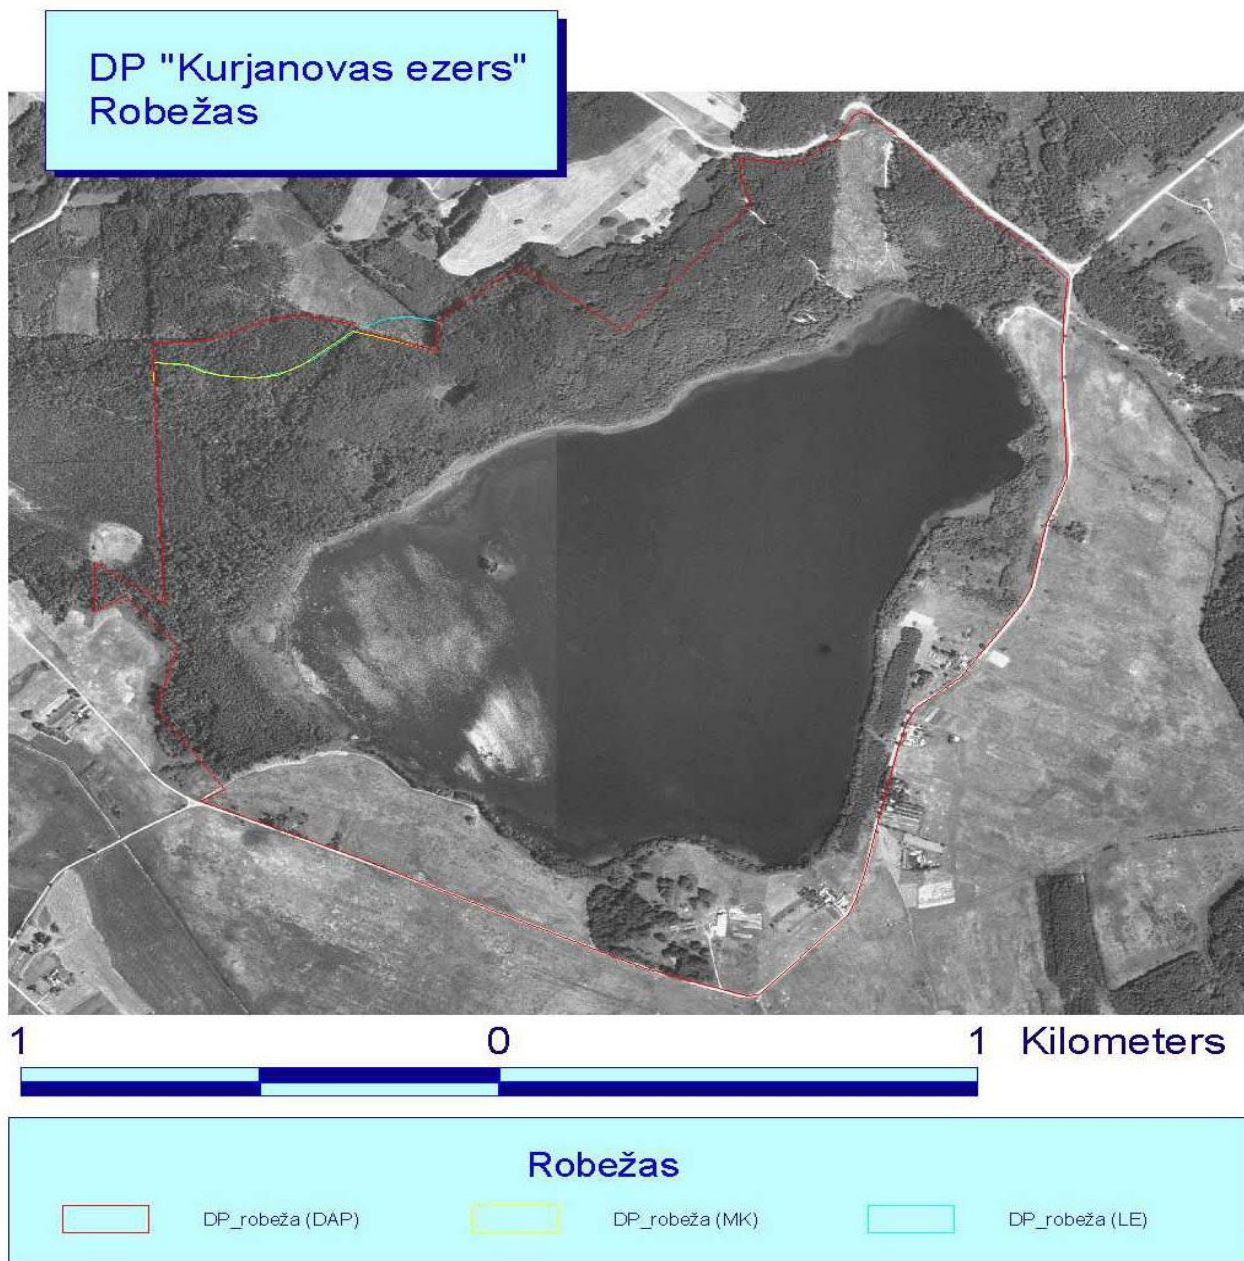 DP "Kurjanovas ezers"
Robežas
1 0 1 Kilometers
Robežas
DP_robeža (DAP) DP_robeža (MK) DP_robeža (LE)